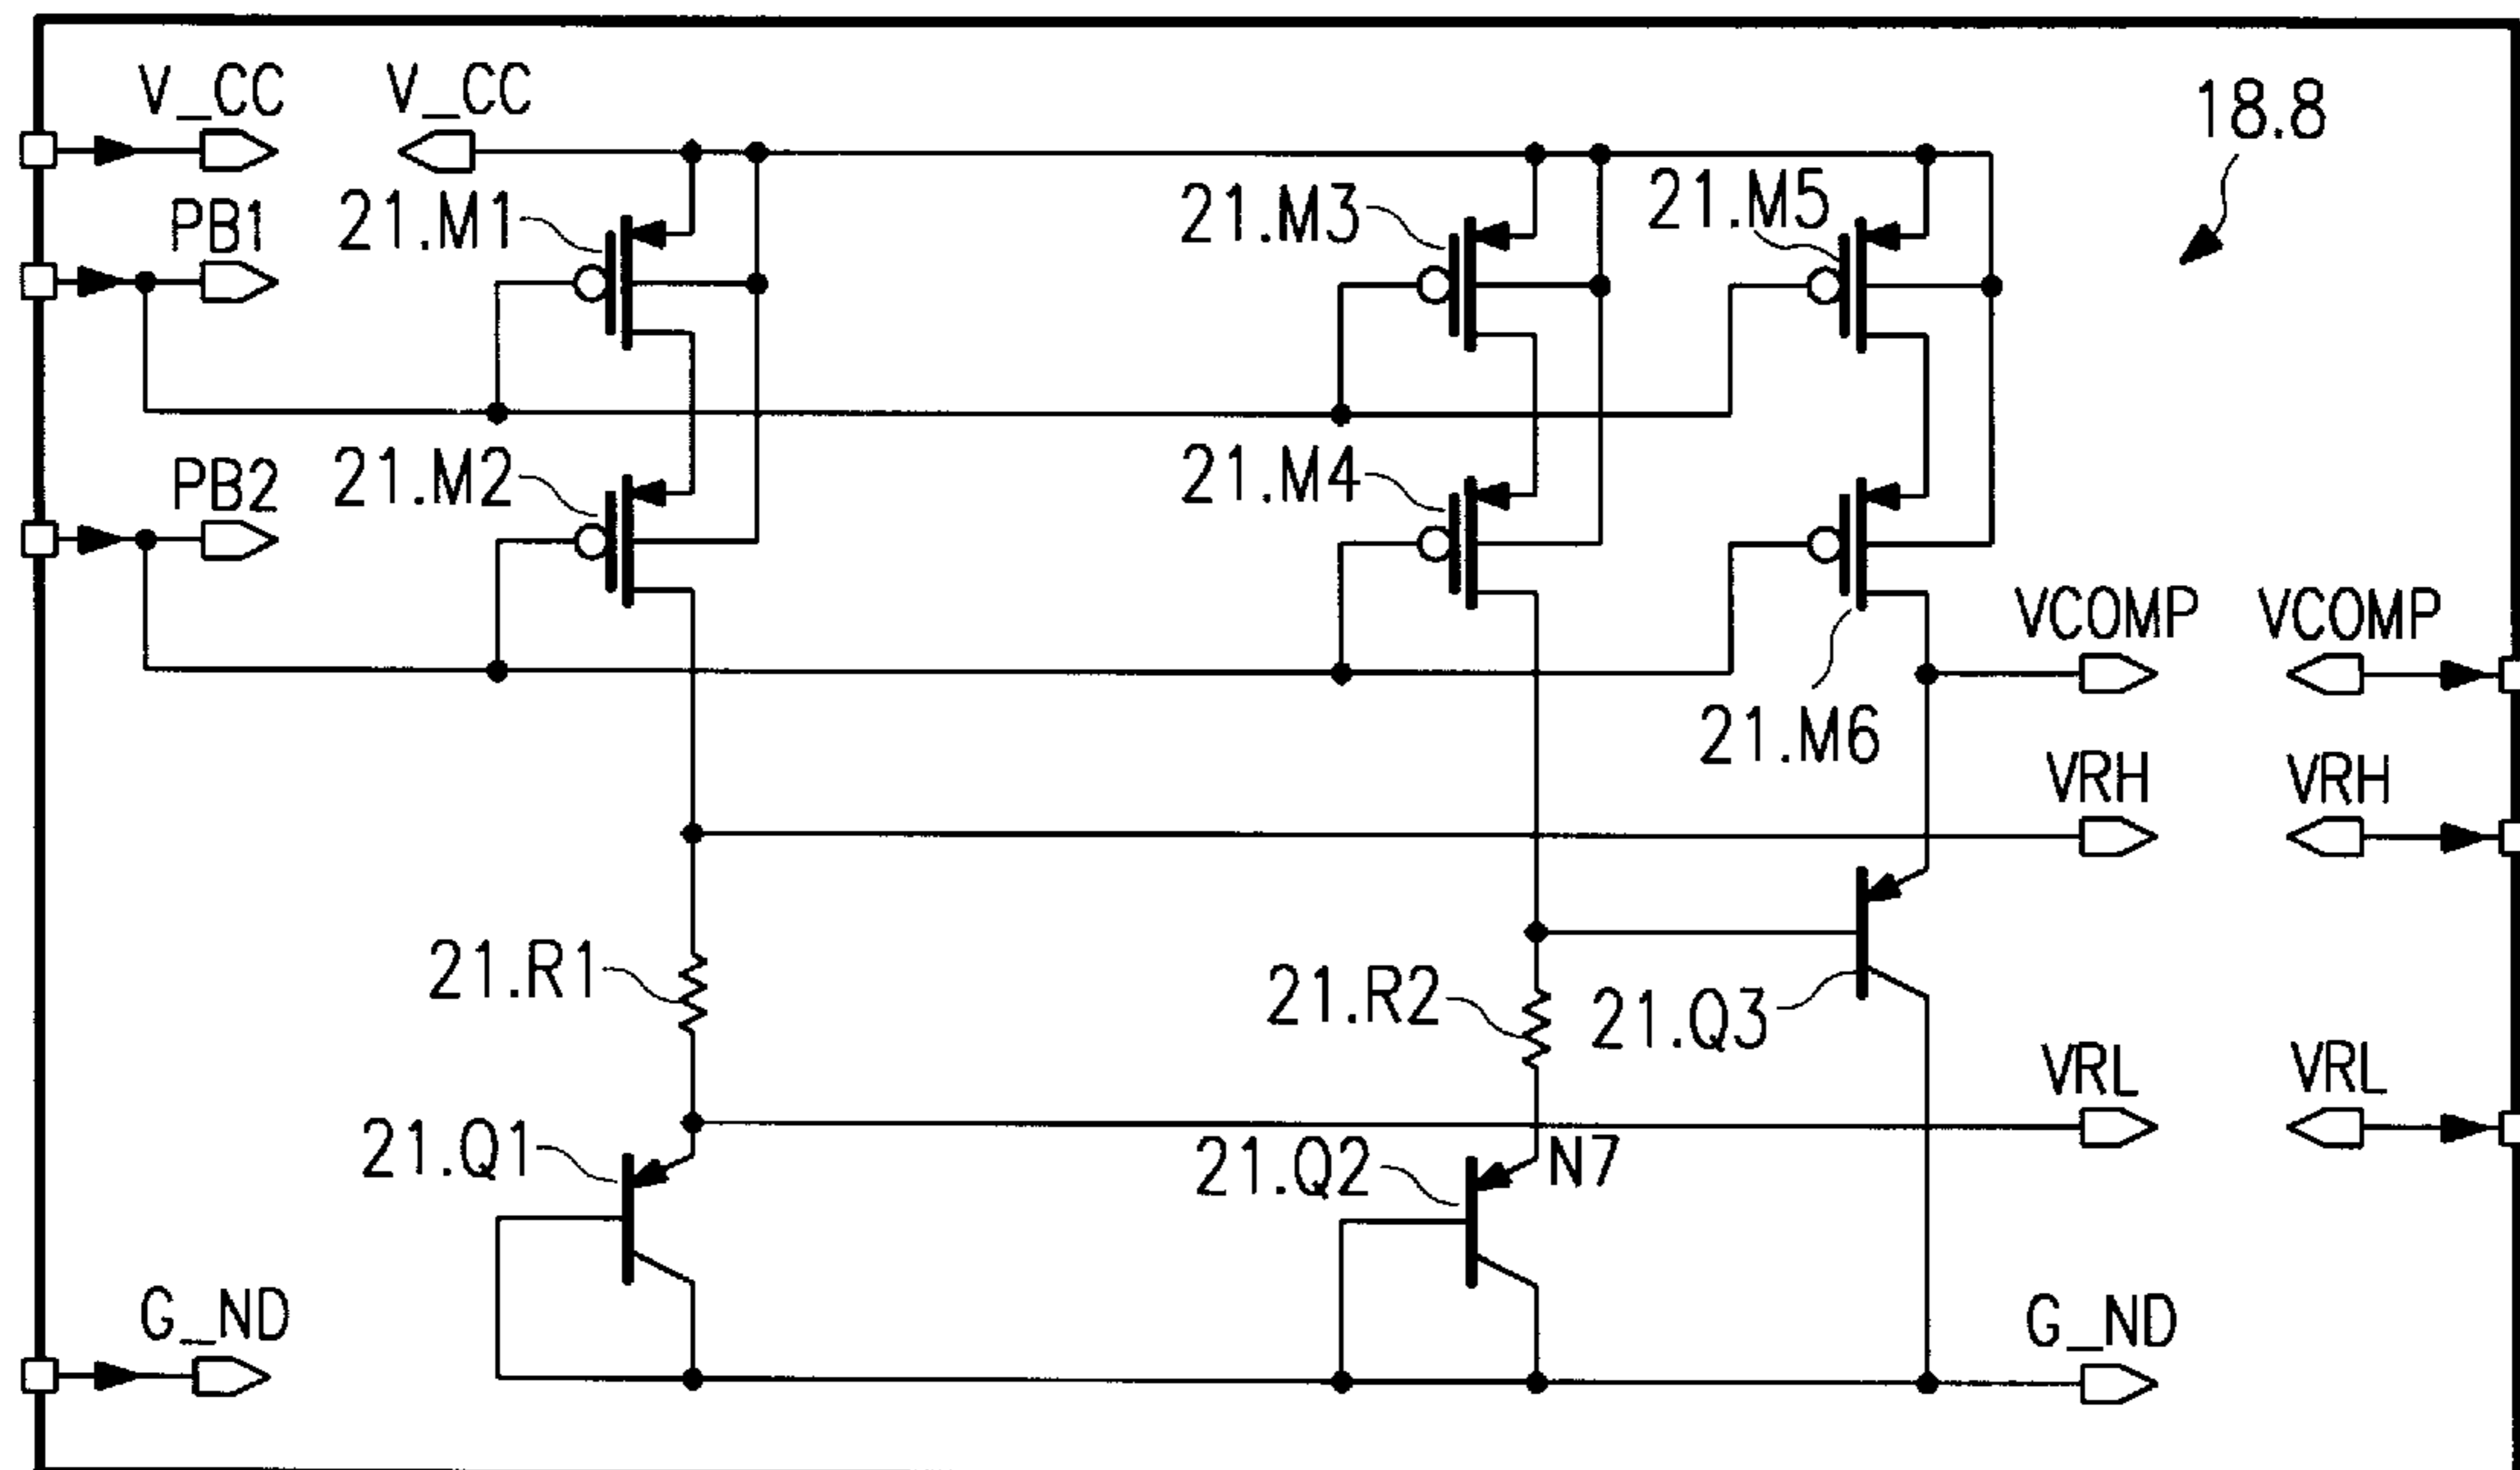 V_CC
V_CC
18.8
PB1
21.M1
21.M3
21.M5
PB2
21.M2
21.M4
VCOMP
VCOMP
21.M6
VRH
VRH
21.R1
21.R2
21.Q3
VRL
VRL
21.Q1
21.Q2
N7
G_ND
G_ND